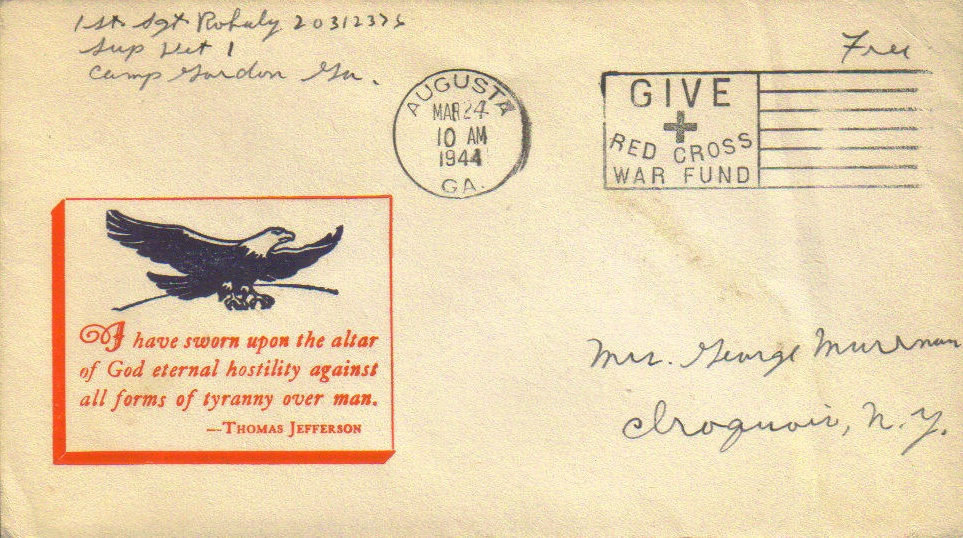 1st Sgt Rohaly 20312375
Sup Det 1
Camp Gordon Ga.
Free
AUGUSTA
MAR 24
10 AM
1944
GA.
GIVE
RED CROSS
WAR FUND
I have sworn upon the altar
of God eternal hostility against
all forms of tyranny over man.
—THOMAS JEFFERSON
Mrs. George Murrman
Iroquois, N.Y.